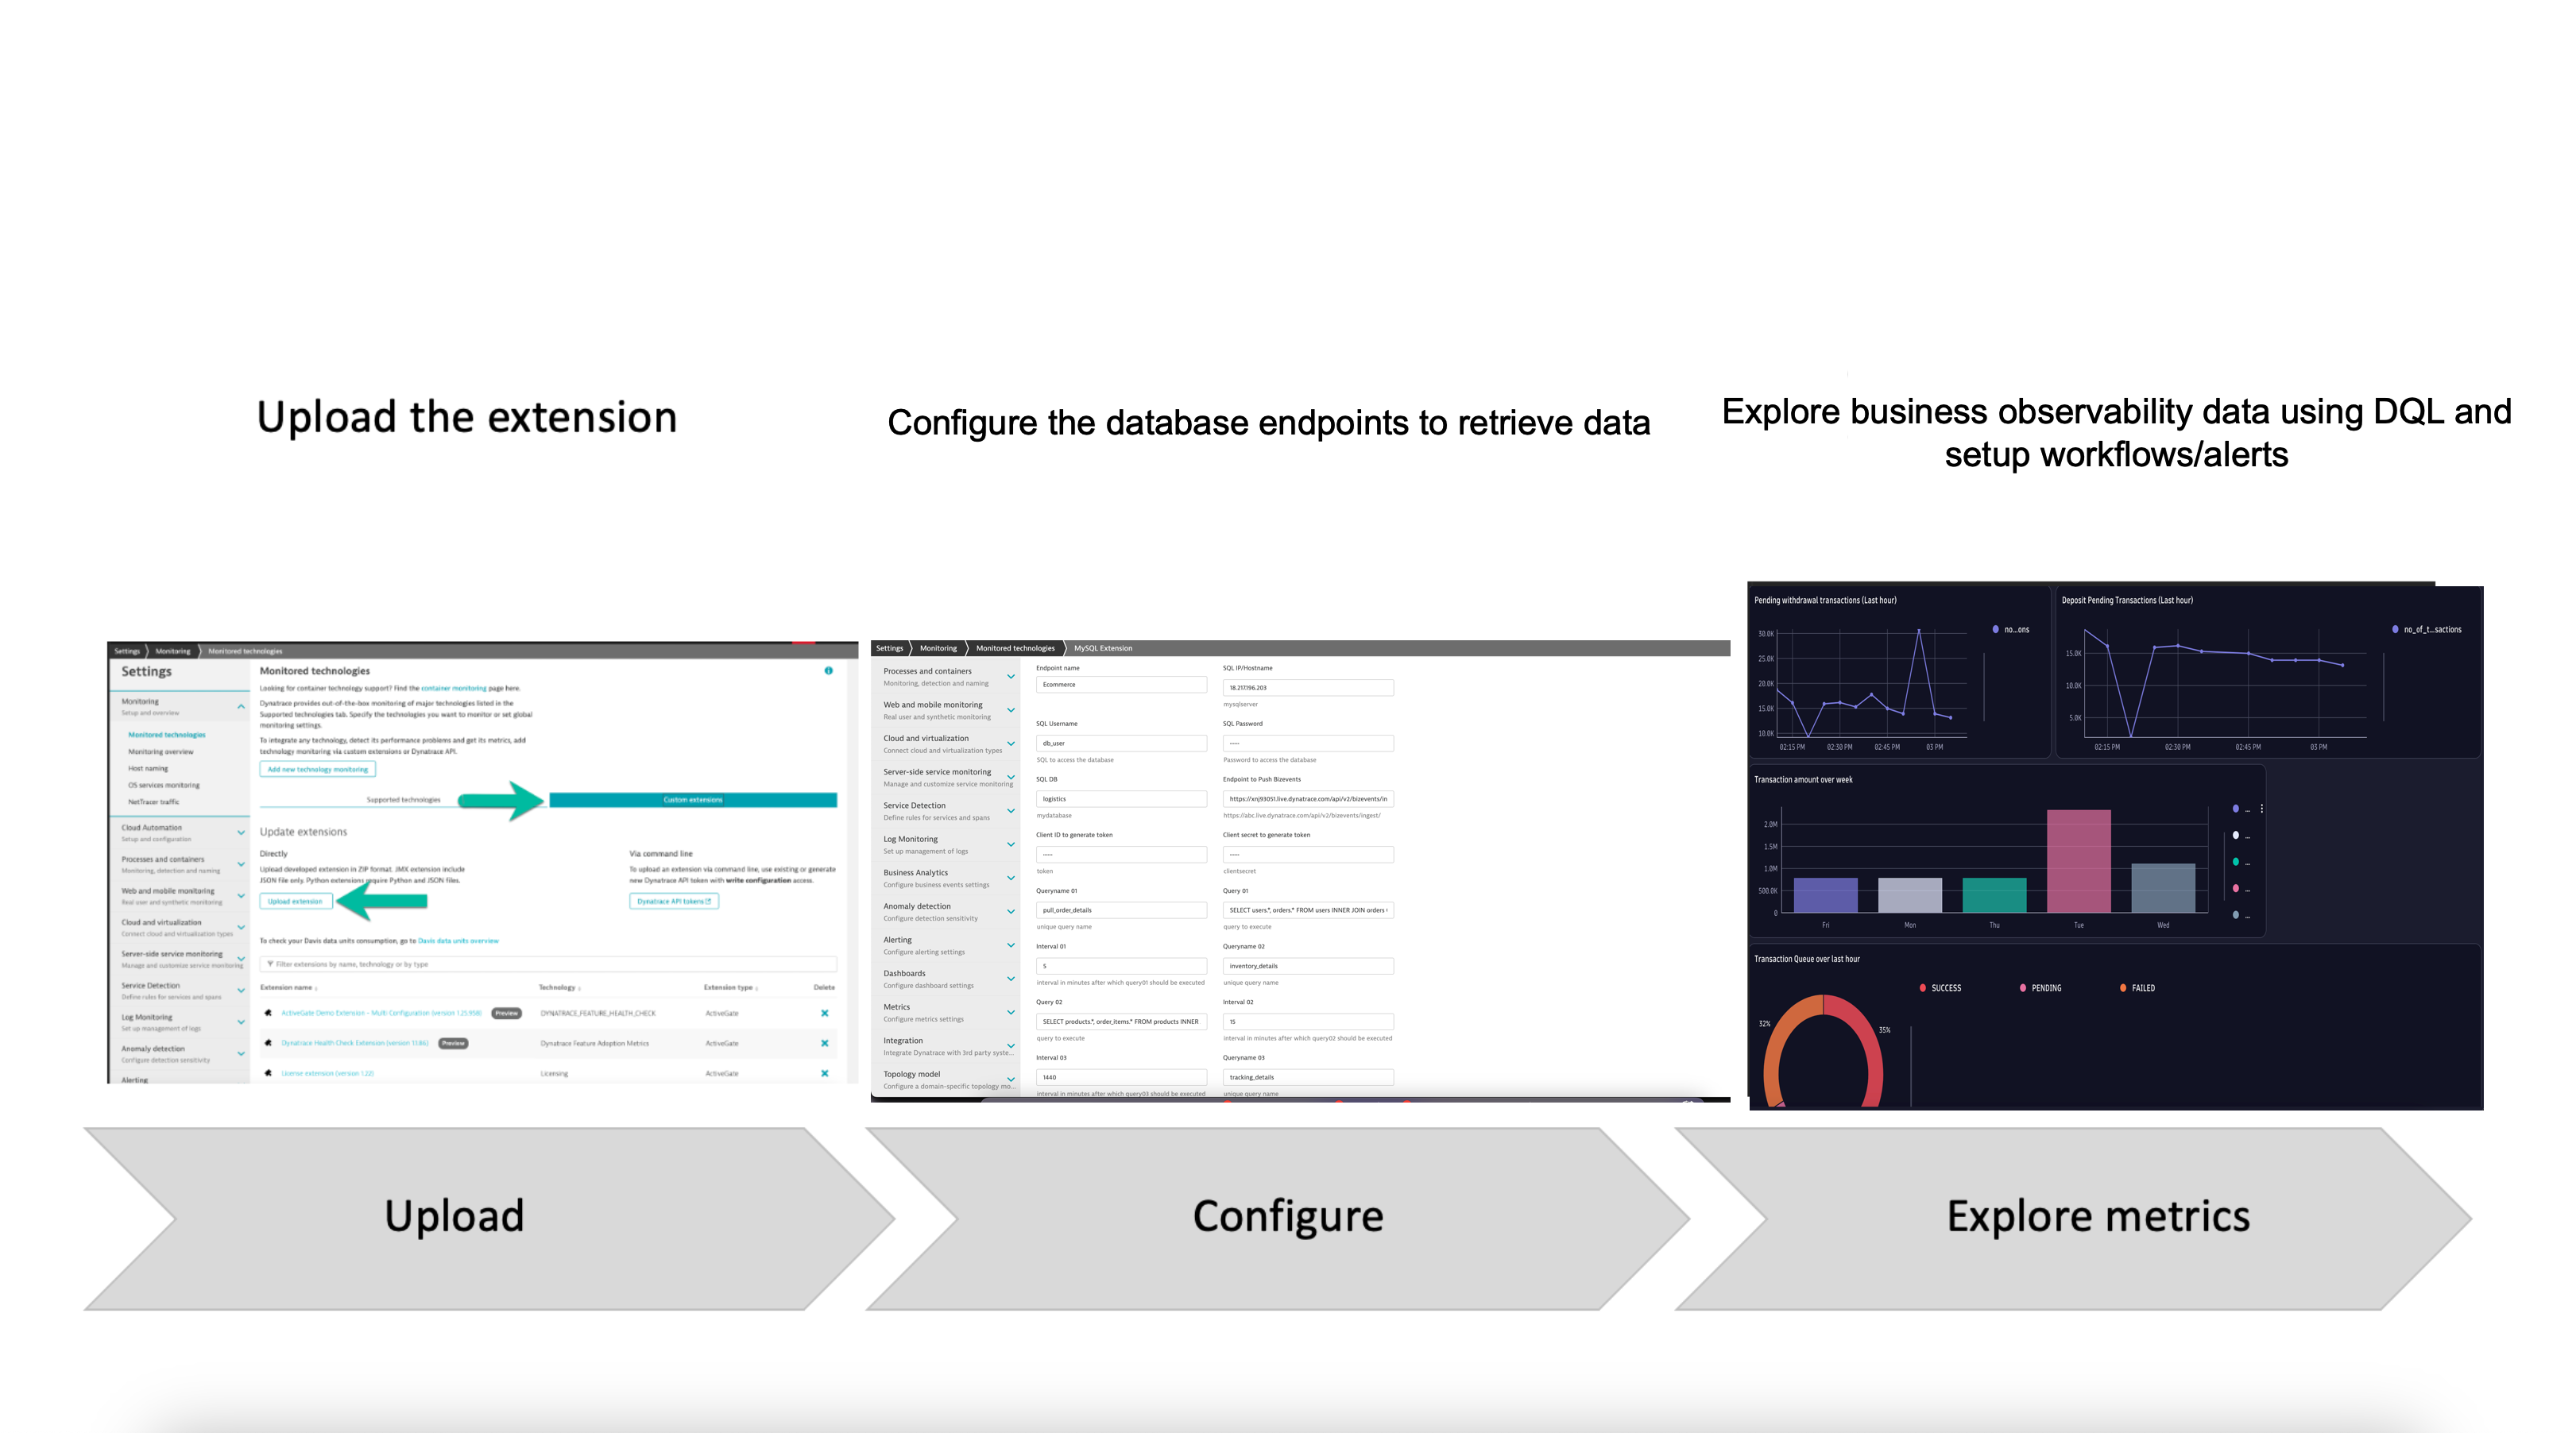 Upload the extension
Configure the database endpoints to retrieve data
Explore business observability data using DQL and
setup workflows/alerts
Settings
Monitoring
Monitored technologies
Settings
Monitoring
Setup and overview
Monitored technologies
Monitoring overview
Host naming
OS services monitoring
NetTracer traffic
Cloud Automation
Setup and configuration
Processes and containers
Monitoring, detection and naming
Web and mobile monitoring
Real user and synthetic monitoring
Cloud and virtualization
Connect cloud and virtualization types
Server-side service monitoring
Manage and customize service monitoring
Service Detection
Define rules for services and spans
Log Monitoring
Set up management of logs
Anomaly detection
Configure detection sensitivity
Alerting
Monitored technologies
Looking for container technology support? Find the container monitoring page here.
Dynatrace provides out-of-the-box monitoring of major technologies listed in the
Supported technologies tab. Specify the technologies you want to monitor or set global
monitoring settings.
To integrate any technology, detect its performance problems and get its metrics, add
technology monitoring via custom extensions or Dynatrace API.
Add new technology monitoring
Supported technologies
Custom extensions
Update extensions
Directly
Upload developed extension in ZIP format. JMX extension include
JSON file only. Python extensions require Python and JSON files.
Upload extension
Via command line
To upload an extension via command line, use existing or generate
new Dynatrace API token with write configuration access.
Dynatrace API tokens
To check your Davis data units consumption, go to Davis data units overview
Filter extensions by name, technology or by type
Extension name
Technology
Extension type
Delete
ActiveGate Demo Extension - Multi Configuration (version 1.23.958)
Preview
DYNATRACE_FEATURE_HEALTH_CHECK
ActiveGate
Dynatrace Health Check Extension (version 13.86)
Preview
Dynatrace Feature Adoption Metrics
ActiveGate
License extension (version 1.22)
Licensing
ActiveGate
Settings
Monitoring
Monitored technologies
MySQL Extension
Processes and containers
Monitoring, detection and naming
Web and mobile monitoring
Real user and synthetic monitoring
Cloud and virtualization
Connect cloud and virtualization types
Server-side service monitoring
Manage and customize service monitoring
Service Detection
Define rules for services and spans
Log Monitoring
Set up management of logs
Business Analytics
Configure business events settings
Anomaly detection
Configure detection sensitivity
Alerting
Configure alerting settings
Dashboards
Configure dashboard settings
Metrics
Configure metrics settings
Integration
Integrate Dynatrace with 3rd party syste...
Topology model
Configure a domain-specific topology mo...
Endpoint name
SQL IP/Hostname
Ecommerce
18.217.196.203
mysqlserver
SQL Username
SQL Password
db_user
----
SQL to access the database
Password to access the database
SQL DB
Endpoint to Push Bizevents
logistics
https://xnj93051.live.dynatrace.com/api/v2/bizevents/in
mydatabase
https://abc.live.dynatrace.com/api/v2/bizevents/ingest/
Client ID to generate token
Client secret to generate token
----
----
token
clientsecret
Queryname 01
Query 01
pull_order_details
SELECT users.*, orders.* FROM users INNER JOIN orders
unique query name
query to execute
Interval 01
Queryname 02
5
inventory_details
interval in minutes after which query01 should be executed
unique query name
Query 02
Interval 02
SELECT products.*, order_items.* FROM products INNER
15
query to execute
interval in minutes after which query02 should be executed
Interval 03
Queryname 03
1440
tracking_details
interval in minutes after which query03 should be executed
unique query name
Pending withdrawal transactions (Last hour)
30.0K
25.0K
20.0K
15.0K
10.0K
02:15 PM
02:30 PM
02:45 PM
03 PM
no...ons
Deposit Pending Transactions (Last hour)
15.0K
10.0K
5.0K
02:15 PM
02:30 PM
02:45 PM
03 PM
no_of_t...sactions
Transaction amount over week
2.0M
1.5M
1.0M
500.0K
0
Fri
Mon
Thu
Tue
Wed
...
...
...
...
...
Transaction Queue over last hour
SUCCESS
PENDING
FAILED
32%
35%
Upload
Configure
Explore metrics